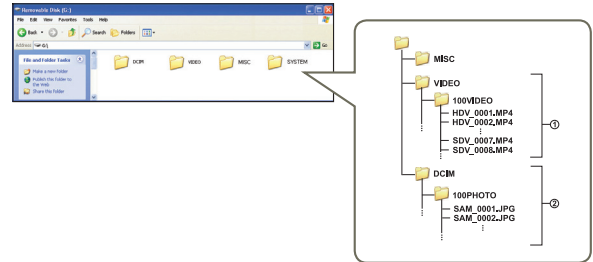 Removable Disk (G:)
File Edit View Favorites Tools Help
Back Search Folders
Address G:\ Go
File and Folder Tasks
Make a new folder
Publish this folder to
the Web
Share this folder
DCIM VIDEO MISC SYSTEM
MISC
VIDEO
100VIDEO
HDV_0001.MP4
HDV_0002.MP4
SDV_0007.MP4
SDV_0008.MP4
①
DCIM
100PHOTO
SAM_0001.JPG
SAM_0002.JPG
②